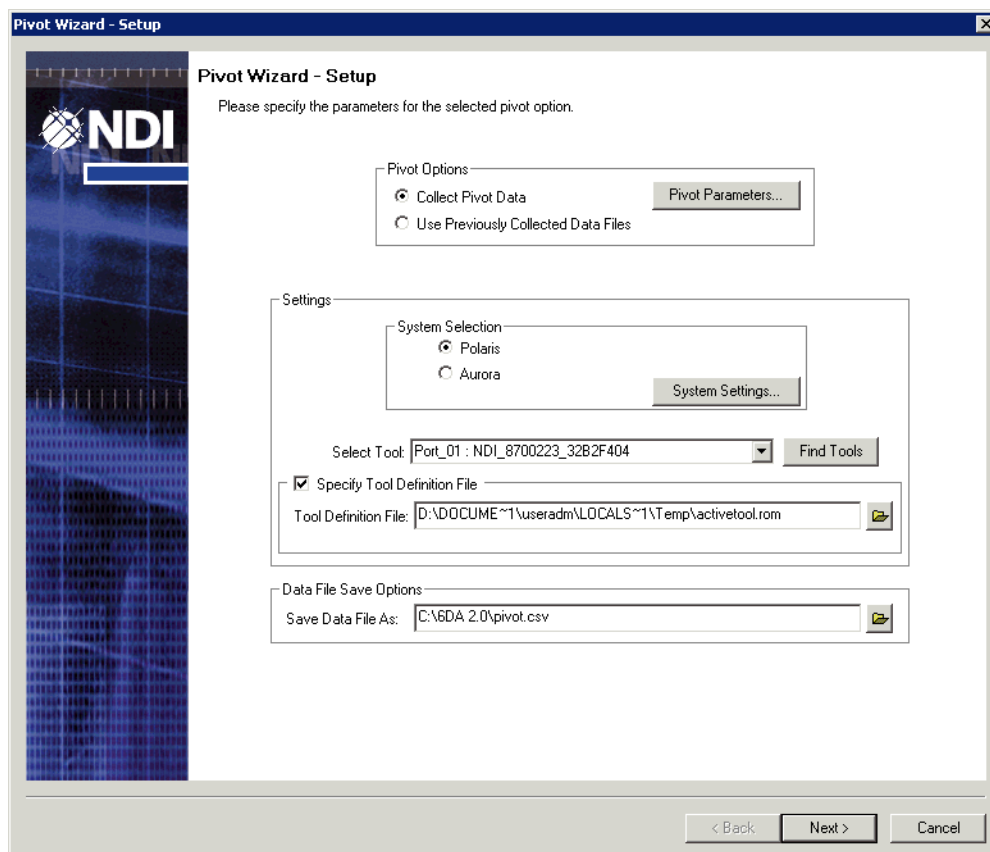 Pivot Wizard - Setup
NDI
Pivot Wizard - Setup
Please specify the parameters for the selected pivot option.
Pivot Options
Collect Pivot Data
Pivot Parameters...
Use Previously Collected Data Files
Settings
System Selection
Polaris
Aurora
System Settings...
Select Tool: Port_01 : NDI_8700223_32B2F404 Find Tools
Specify Tool Definition File
Tool Definition File: D:\DOCUME~1\useradm\LOCALS~1\Temp\activetool.rom
Data File Save Options
Save Data File As: C:\6DA 2.0\pivot.csv
< Back Next > Cancel